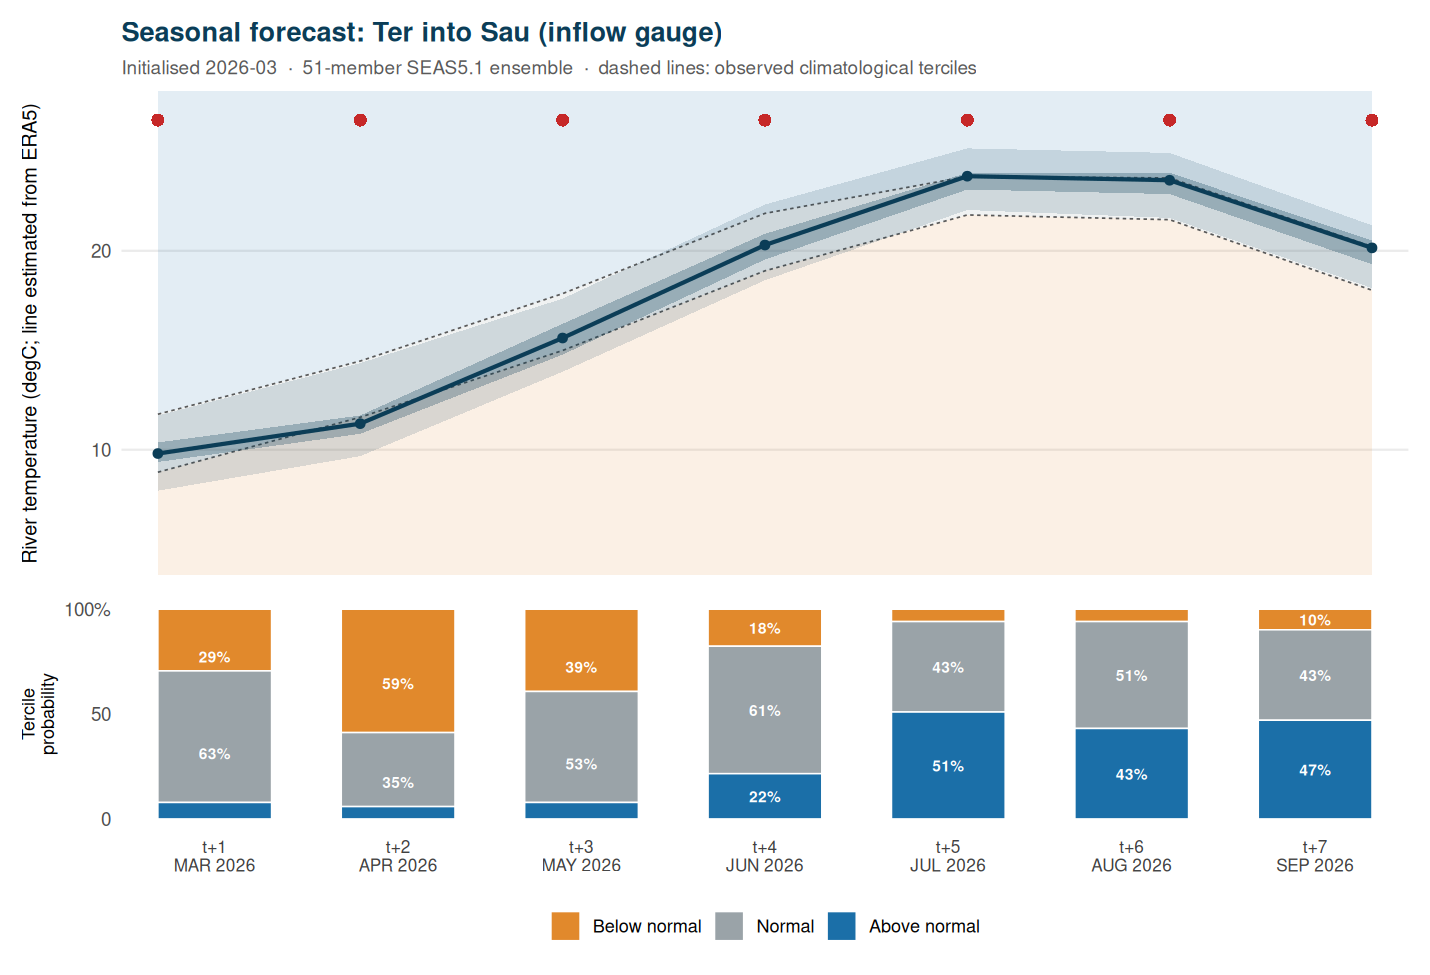 Seasonal forecast: Ter into Sau (inflow gauge)
Initialised 2026-03 · 51-member SEAS5.1 ensemble · dashed lines: observed climatological terciles
River temperature (degC; line estimated from ERA5)
20
10
Tercile
probability
100%
50
0
29%
63%
59%
35%
39%
53%
18%
61%
22%
43%
51%
51%
43%
10%
43%
47%
t+1
MAR 2026
t+2
APR 2026
t+3
MAY 2026
t+4
JUN 2026
t+5
JUL 2026
t+6
AUG 2026
t+7
SEP 2026
Below normal
Normal
Above normal